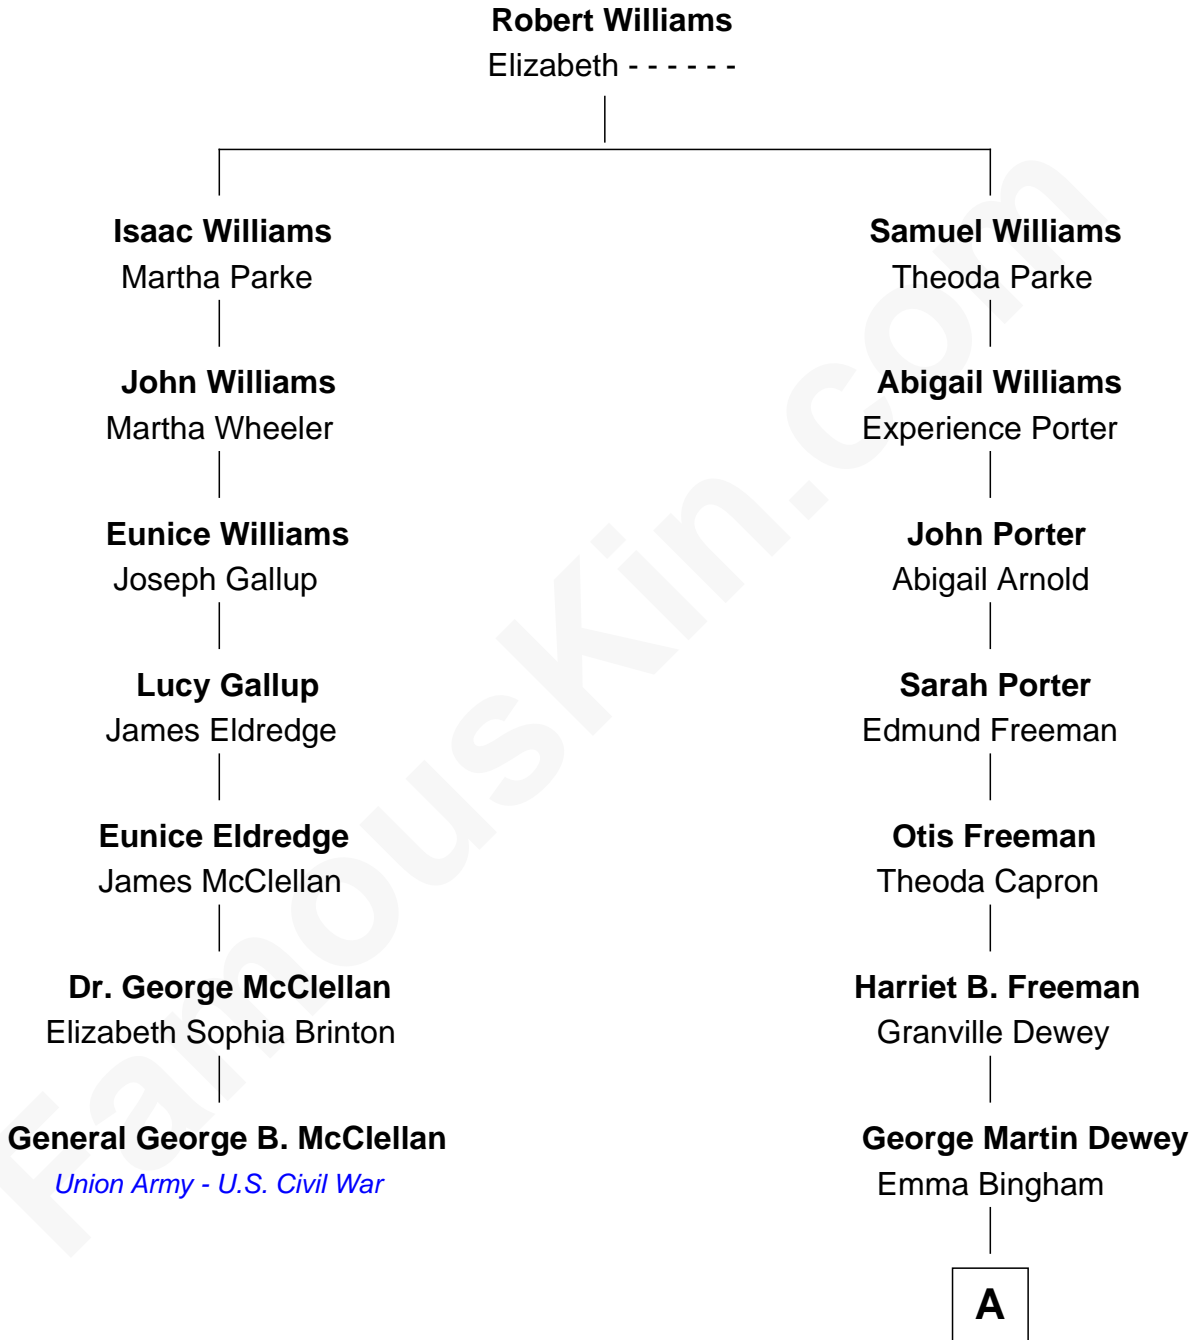 Robert Williams
Elizabeth - - - - - -
Isaac Williams
Martha Parke
Samuel Williams
Theoda Parke
John Williams
Martha Wheeler
Abigail Williams
Experience Porter
Eunice Williams
Joseph Gallup
John Porter
Abigail Arnold
Lucy Gallup
James Eldredge
Sarah Porter
Edmund Freeman
Eunice Eldredge
James McClellan
Otis Freeman
Theoda Capron
Dr. George McClellan
Elizabeth Sophia Brinton
Harriet B. Freeman
Granville Dewey
General George B. McClellan
Union Army - U.S. Civil War
George Martin Dewey
Emma Bingham
A
FamousKin.com